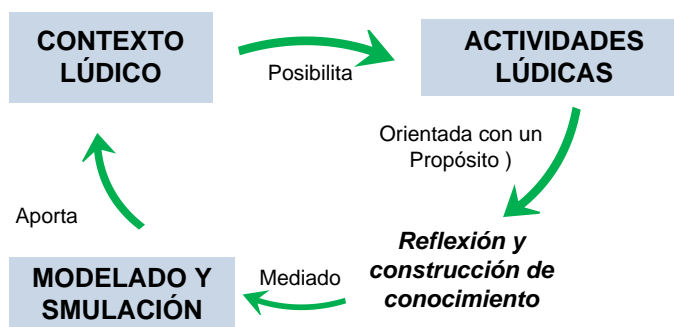 CONTEXTO
LÚDICO
Posibilita
ACTIVIDADES
LÚDICAS
Orientada con un
Propósito )
Reflexión y
construcción de
conocimiento
Mediado
MODELADO Y
SMULACIÓN
Aporta